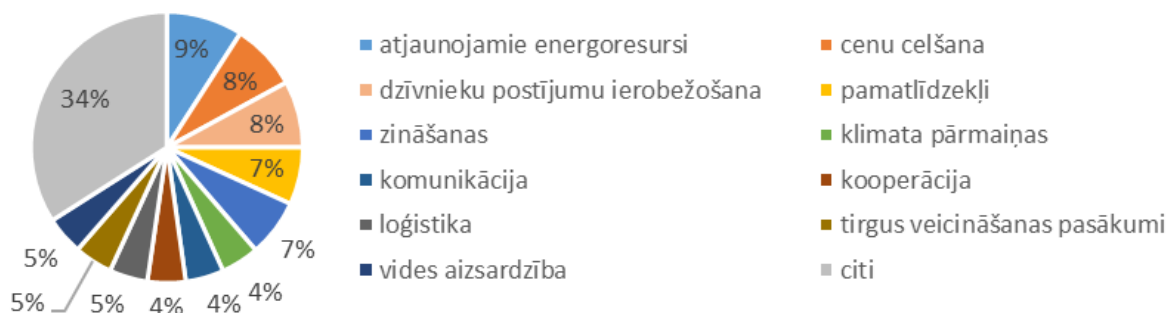 9%
8%
8%
7%
7%
4%
4%
4%
5%
5%
5%
34%
atjaunojamie energoresursi
cenu celšana
dzīvnieku postījumu ierobežošana
pamatlīdzekļi
zināšanas
klimata pārmaiņas
komunikācija
kooperācija
loģistika
tirgus veicināšanas pasākumi
vides aizsardzība
citi